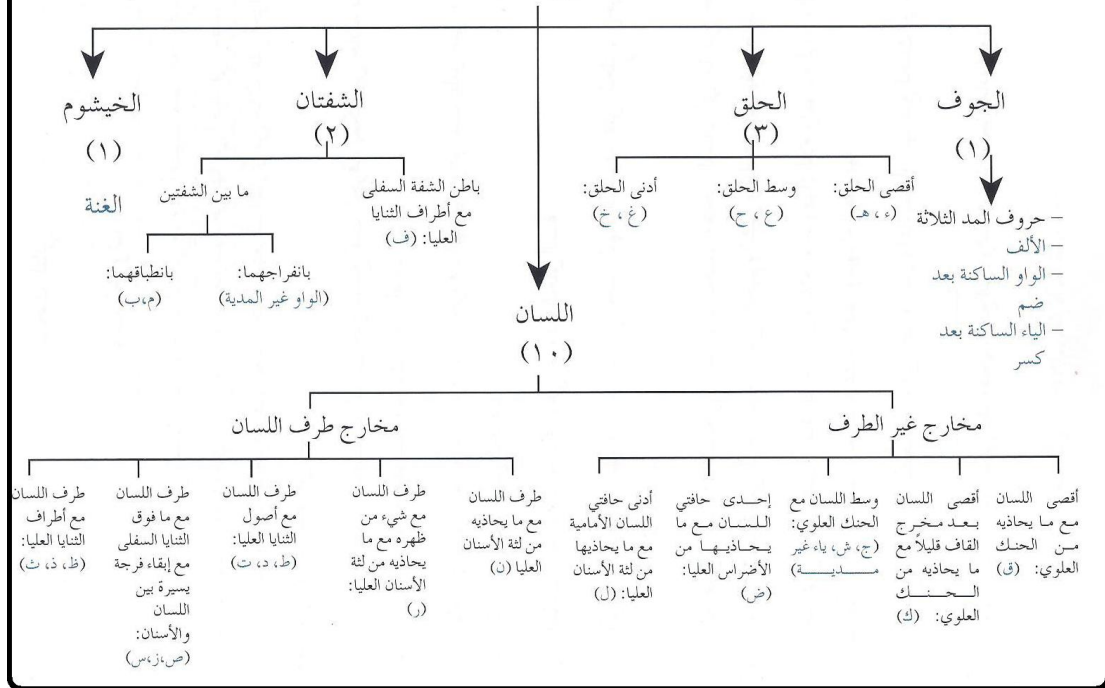 الجوف
(١)
– حروف المد الثلاثة
– الألف
– الواو الساكنة بعد
ضم
– الياء الساكنة بعد
كسر
الحلق
(٣)
أقصى الحلق:
(ء ، هـ)
وسط الحلق:
(ع ، ح)
أدنى الحلق:
(غ ، خ)
الشفتان
(٢)
باطن الشفة السفلى
مع أطراف الثنايا
العليا: (ف)
ما بين الشفتين
بانفراجهما:
(الواو غير المدية)
بانطباقهما:
(م،ب)
الخيشوم
(١)
الغنة
اللسان
(١٠)
مخارج غير الطرف
أقصى اللسان
مع ما يحاذيه
من الحنك
العلوي: (ق)
أقصى اللسان
بعد مخرج
القاف قليلاً مع
ما يحاذيه من
الحنك
العلوي: (ك)
وسط اللسان مع
الحنك العلوي:
(ج، ش، ياء غير
مدية)
إحدى حافتي
اللسان مع ما
يحاذيها من
الأضراس العليا:
(ض)
أدنى حافتي
اللسان الأمامية
مع ما يحاذيها
من لثة الأسنان
العليا: (ل)
مخارج طرف اللسان
طرف اللسان
مع ما يحاذيه
من لثة الأسنان
العليا (ن)
طرف اللسان
مع شيء من
ظهره مع ما
يحاذيه من لثة
الأسنان العليا:
(ر)
طرف اللسان
مع أصول
الثنايا العليا:
(ط، د، ت)
طرف اللسان
مع ما فوق
الثنايا السفلى
مع إبقاء فرجة
يسيرة بين
اللسان
والأسنان:
(ص،ز،س)
طرف اللسان
مع أطراف
الثنايا العليا:
(ظ، ذ، ث)